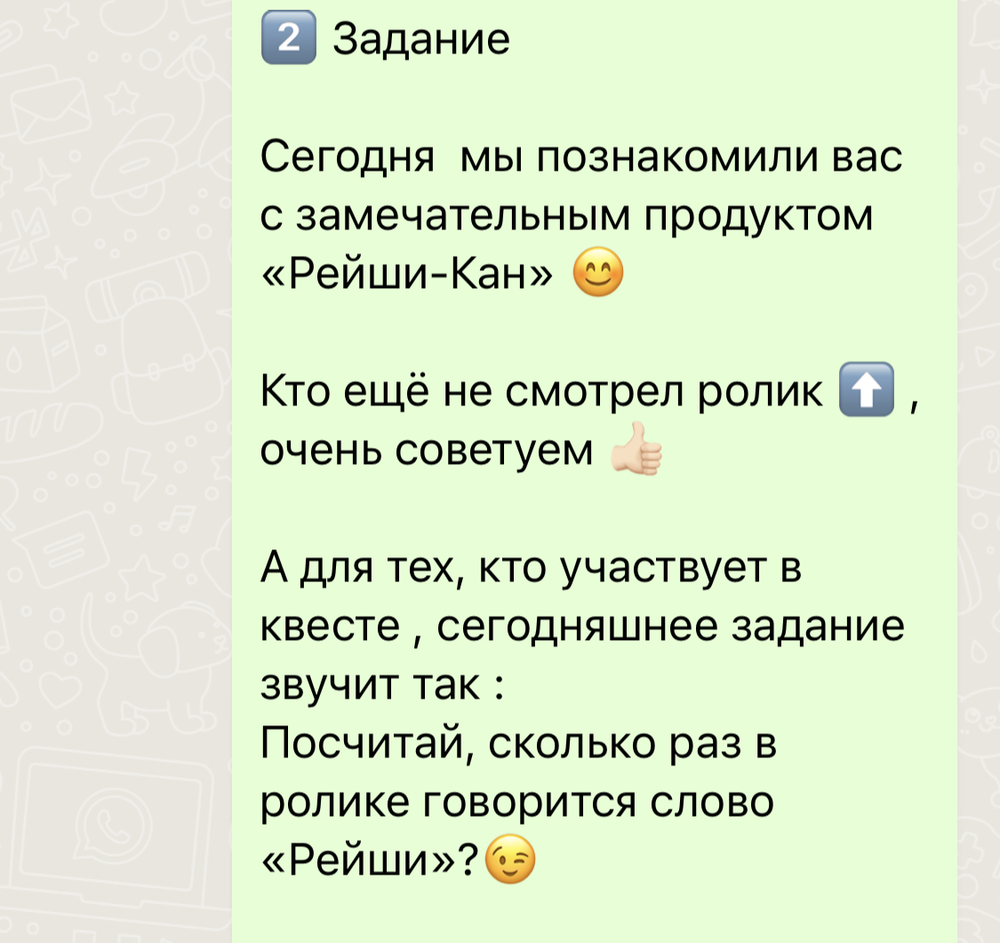 2️⃣ Задание
Сегодня  мы познакомили вас
с замечательным продуктом
«Рейши-Кан» 😊
Кто ещё не смотрел ролик ⬆️ ,
очень советуем 👍🏻
А для тех, кто участвует в
квесте , сегодняшнее задание
звучит так :
Посчитай, сколько раз в
ролике говорится слово
«Рейши»?😉